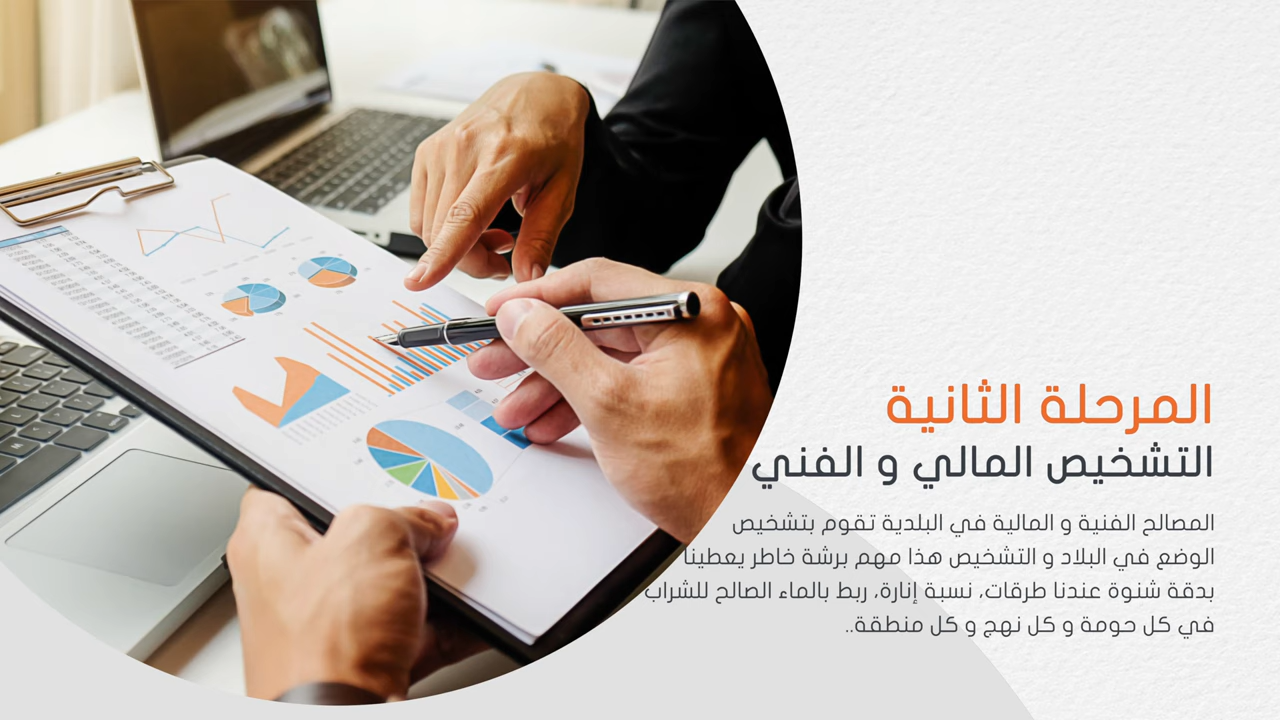 المرحلة الثانية
التشخيص المالي و الفني
المصالح الفنية و المالية في البلدية تقوم بتشخيص
الوضع في البلاد و التشخيص هذا مهم برشة خاطر يعطينا
بدقة شنوة عندنا طرقات، نسبة إنارة، ربط بالماء الصالح للشراب
في كل حومة و كل نهج و كل منطقة..